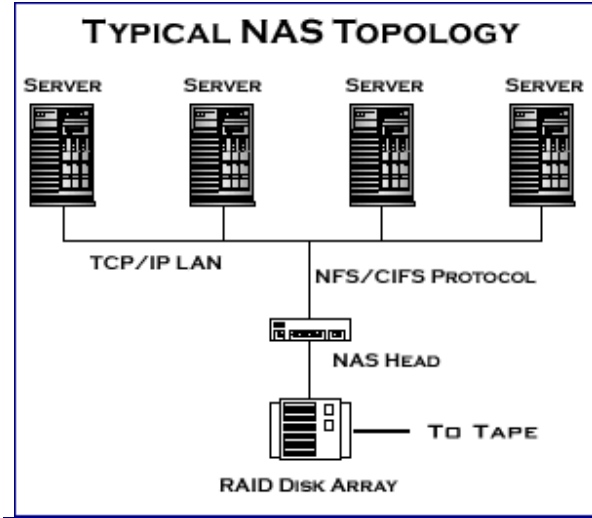 TYPICAL NAS TOPOLOGY
SERVER SERVER SERVER SERVER
TCP/IP LAN
NFS/CIFS PROTOCOL
NAS HEAD
TO TAPE
RAID DISK ARRAY